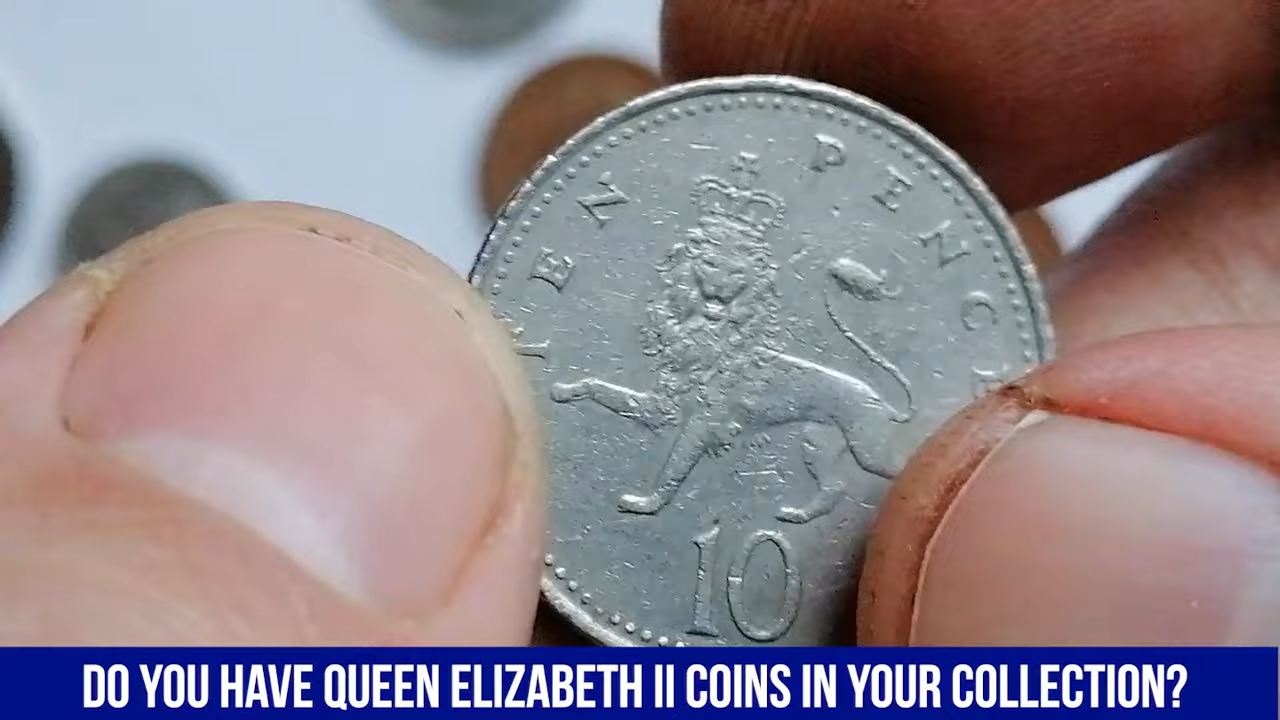 TEN PENCE
10
DO YOU HAVE QUEEN ELIZABETH II COINS IN YOUR COLLECTION?